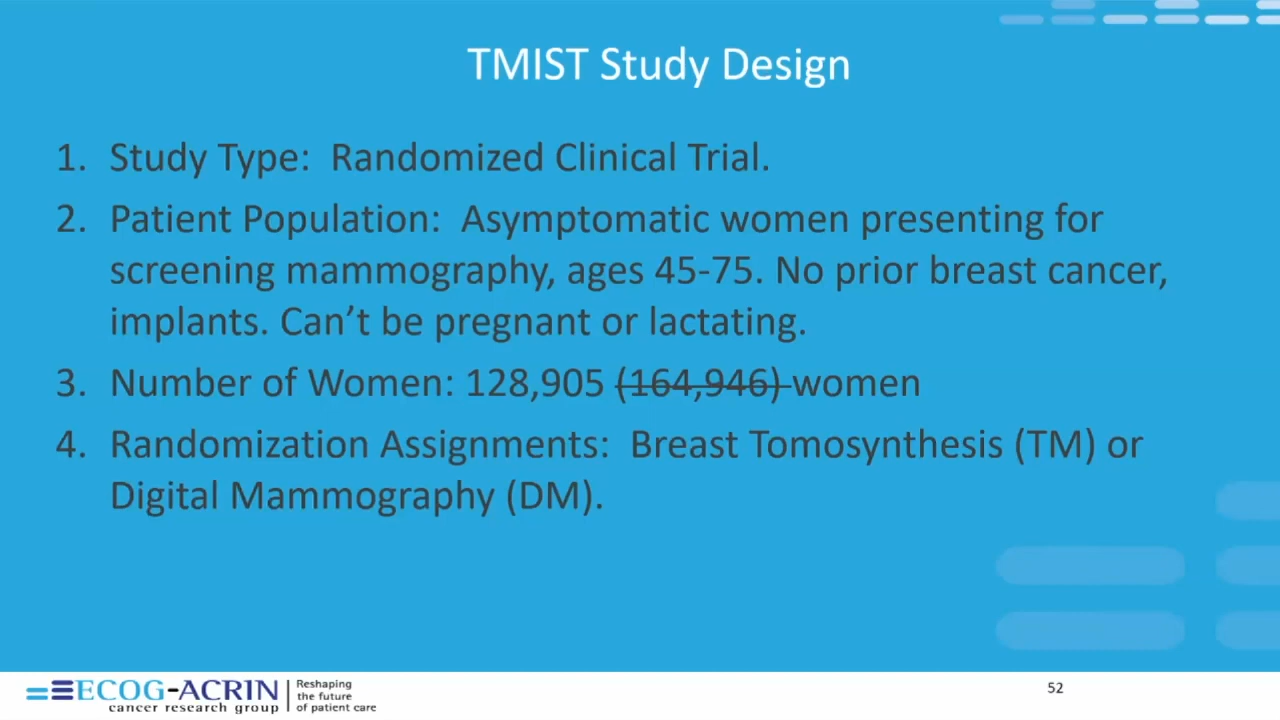 TMIST Study Design
1. Study Type: Randomized Clinical Trial.
2. Patient Population: Asymptomatic women presenting for
screening mammography, ages 45-75. No prior breast cancer,
implants. Can’t be pregnant or lactating.
3. Number of Women: 128,905 (164,946) women
4. Randomization Assignments: Breast Tomosynthesis (TM) or
Digital Mammography (DM).
ECOG-ACRIN
cancer research group
Reshaping
the future
of patient care
52